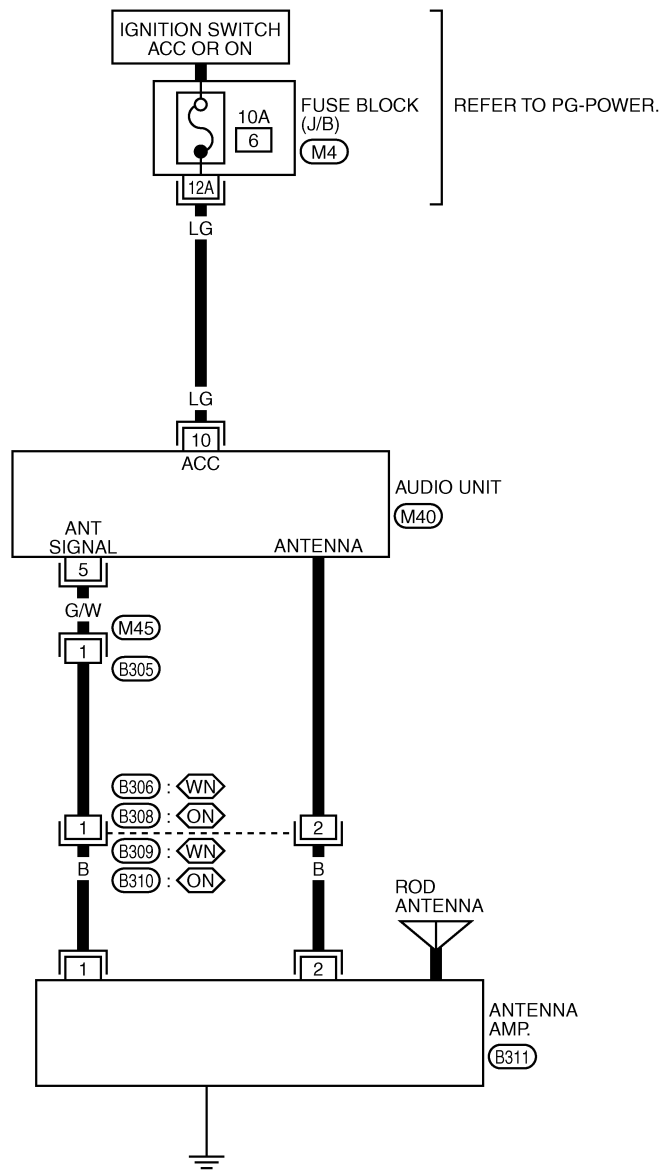 IGNITION SWITCH
ACC OR ON
FUSE BLOCK
(J/B)
REFER TO PG-POWER.
10A
6
M4
12A
LG
LG
10
ACC
AUDIO UNIT
M40
ANT
SIGNAL
ANTENNA
5
G/W
M45
1
B305
B306 : WN
B308 : ON
1
2
B309 : WN
B310 : ON
B
B
ROD
ANTENNA
1
2
ANTENNA
AMP.
B311